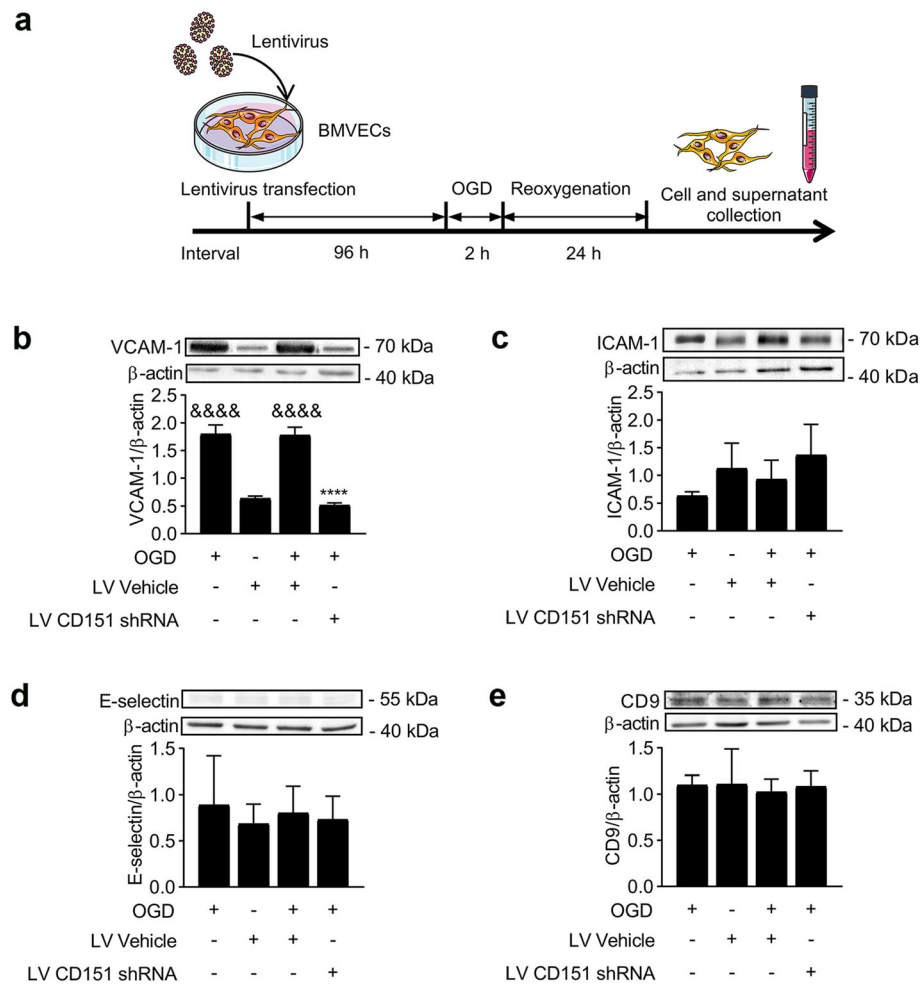 a
Lentivirus
BMVECs
Lentivirus transfection
OGD
Reoxygenation
Cell and supernatant
collection
Interval
96 h
2 h
24 h
b
VCAM-1
- 70 kDa
β-actin
- 40 kDa
VCAM-1/β-actin
2.5
2.0
1.5
1.0
0.5
0.0
&&&&
&&&&
****
OGD + - + +
LV Vehicle - + + -
LV CD151 shRNA - - - +
c
ICAM-1
- 70 kDa
β-actin
- 40 kDa
ICAM-1/β-actin
2.5
2.0
1.5
1.0
0.5
0.0
OGD + - + +
LV Vehicle - + + -
LV CD151 shRNA - - - +
d
E-selectin
- 55 kDa
β-actin
- 40 kDa
E-selectin/β-actin
1.5
1.0
0.5
0.0
OGD + - + +
LV Vehicle - + + -
LV CD151 shRNA - - - +
e
CD9
- 35 kDa
β-actin
- 40 kDa
CD9/β-actin
1.5
1.0
0.5
0.0
OGD + - + +
LV Vehicle - + + -
LV CD151 shRNA - - - +